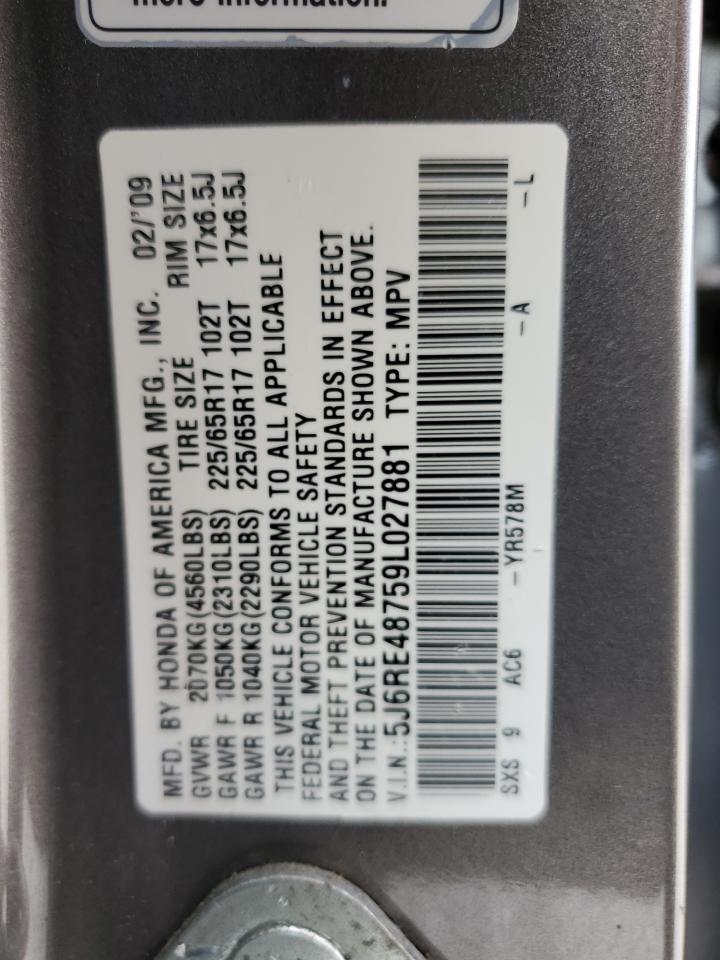 more information.
MFD. BY HONDA OF AMERICA MFG., INC. 02/'09
GVWR 2070KG(4560LBS) TIRE SIZE RIM SIZE
GAWR F 1050KG(2310LBS) 225/65R17 102T 17x6.5J
GAWR R 1040KG(2290LBS) 225/65R17 102T 17x6.5J
THIS VEHICLE CONFORMS TO ALL APPLICABLE
FEDERAL MOTOR VEHICLE SAFETY
AND THEFT PREVENTION STANDARDS IN EFFECT
ON THE DATE OF MANUFACTURE SHOWN ABOVE.
V.I.N.:5J6RE48759L027881 TYPE: MPV
SXS 9 AC6 -YR578M -A -L